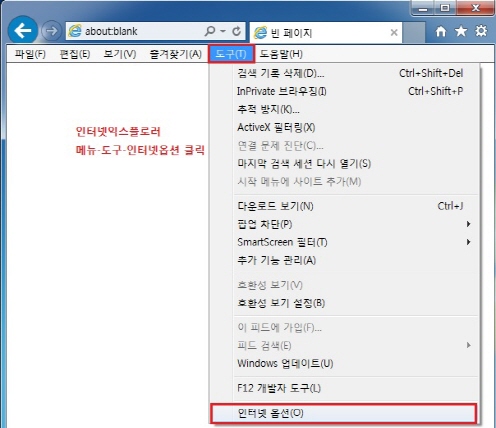 about:blank
빈 페이지
파일(F) 편집(E) 보기(V) 즐겨찾기(A) 도구(T) 도움말(H)
검색 기록 삭제(D)... Ctrl+Shift+Del
InPrivate 브라우징(I) Ctrl+Shift+P
추적 방지(K)...
ActiveX 필터링(X)
연결 문제 진단(C)...
마지막 검색 세션 다시 열기(S)
시작 메뉴에 사이트 추가(M)
다운로드 보기(N) Ctrl+J
팝업 차단(P)
SmartScreen 필터(T)
추가 기능 관리(A)
호환성 보기(V)
호환성 보기 설정(B)
이 피드에 가입(F)...
피드 검색(E)
Windows 업데이트(U)
F12 개발자 도구(L)
인터넷 옵션(O)
인터넷익스플로러
메뉴-도구-인터넷옵션 클릭